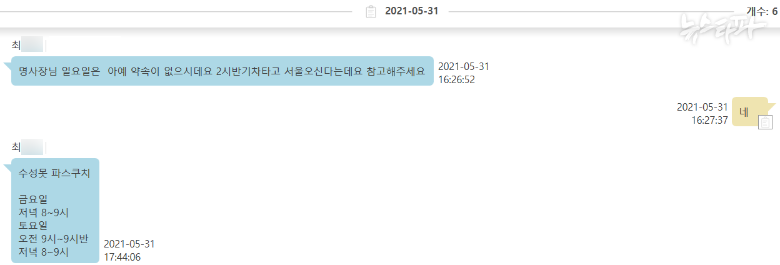 2021-05-31
개수: 6
뉴스타파
최
명사장님 일요일은 아예 약속이 없으시데요 2시반기차타고 서울오신다는데요 참고해주세요
2021-05-31
16:26:52
2021-05-31
16:27:37
네
최
수성못 파스쿠치
금요일
저녁 8~9시
토요일
오전 9시~9시반
저녁 8~9시
2021-05-31
17:44:06